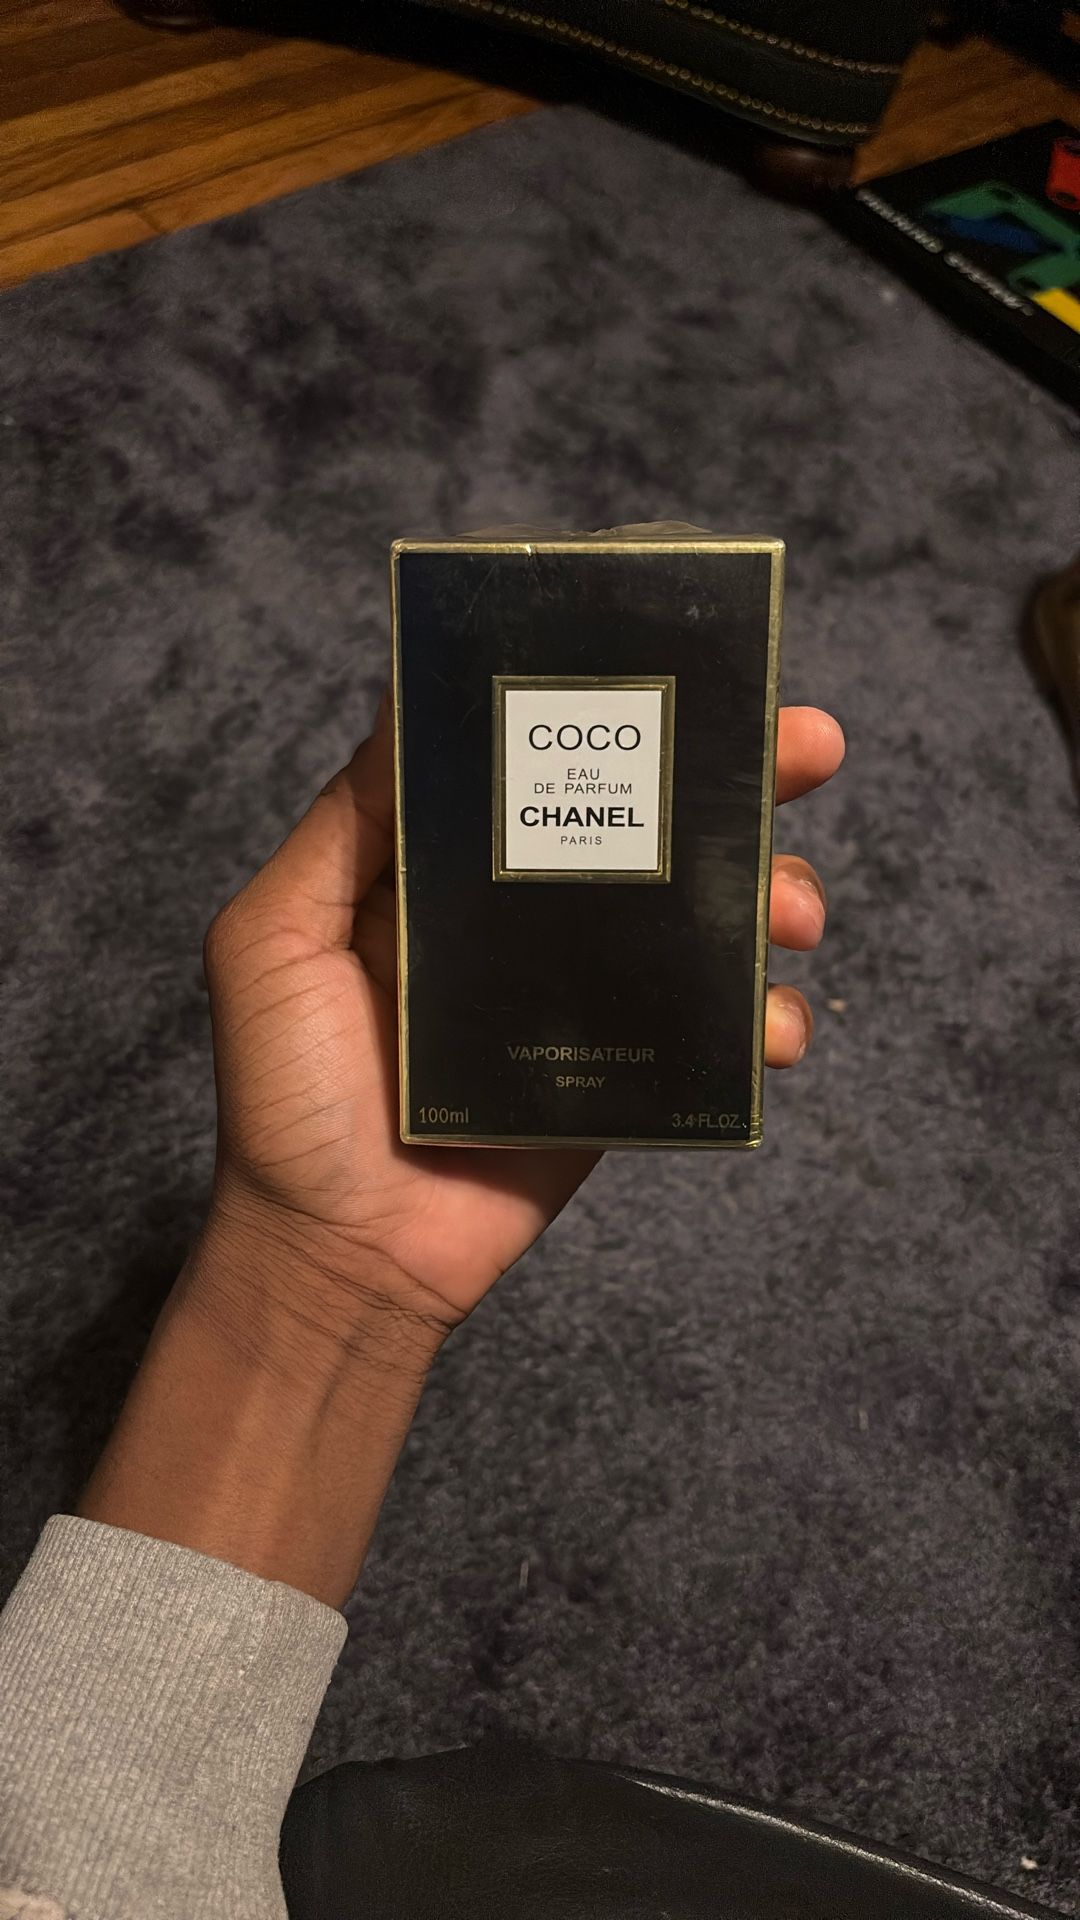 COCO
EAU
DE PARFUM
CHANEL
PARIS
VAPORISATEUR
SPRAY
100ml
3.4 FL.OZ.